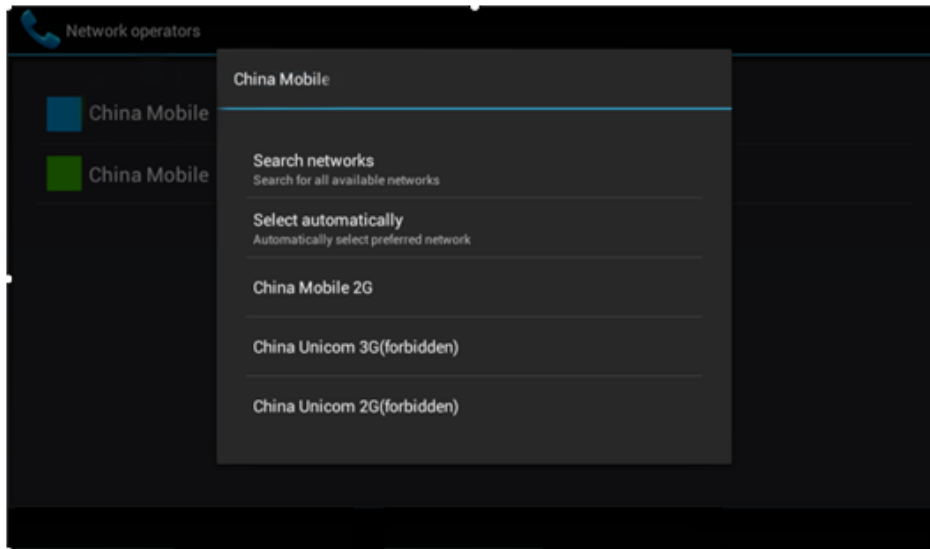 Network operators
China Mobile
China Mobile
China Mobile
Search networks
Search for all available networks
Select automatically
Automatically select preferred network
China Mobile 2G
China Unicom 3G(forbidden)
China Unicom 2G(forbidden)